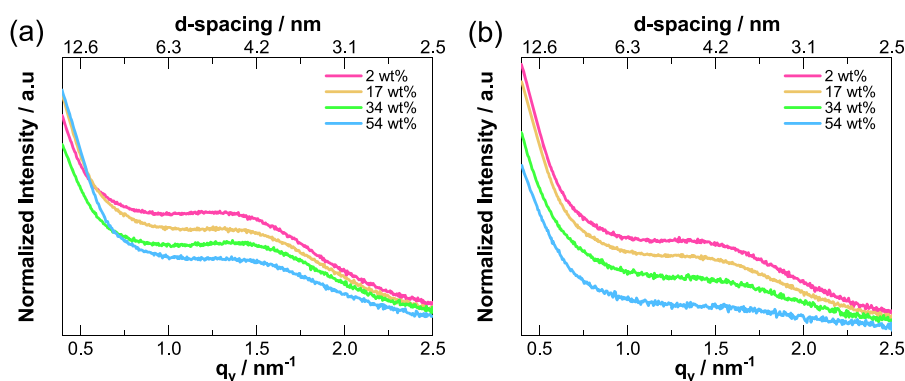 (a)
d-spacing / nm
12.6 6.3 4.2 3.1 2.5
2 wt%
17 wt%
34 wt%
54 wt%
Normalized Intensity / a.u
0.5 1.0 1.5 2.0 2.5
qy / nm-1
(b)
d-spacing / nm
12.6 6.3 4.2 3.1 2.5
2 wt%
17 wt%
34 wt%
54 wt%
Normalized Intensity / a.u
0.5 1.0 1.5 2.0 2.5
qy / nm-1